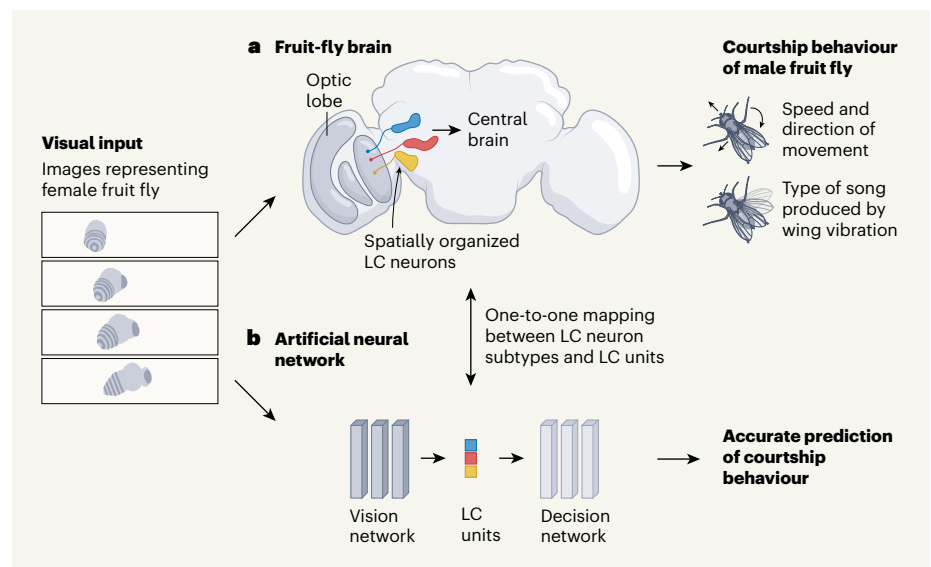 a Fruit-fly brain
Optic
lobe
Central
brain
Spatially organized
LC neurons
Visual input
Images representing
female fruit fly
Courtship behaviour
of male fruit fly
Speed and
direction of
movement
Type of song
produced by
wing vibration
One-to-one mapping
between LC neuron
subtypes and LC units
b Artificial neural
network
Vision
network
LC
units
Decision
network
Accurate prediction
of courtship
behaviour